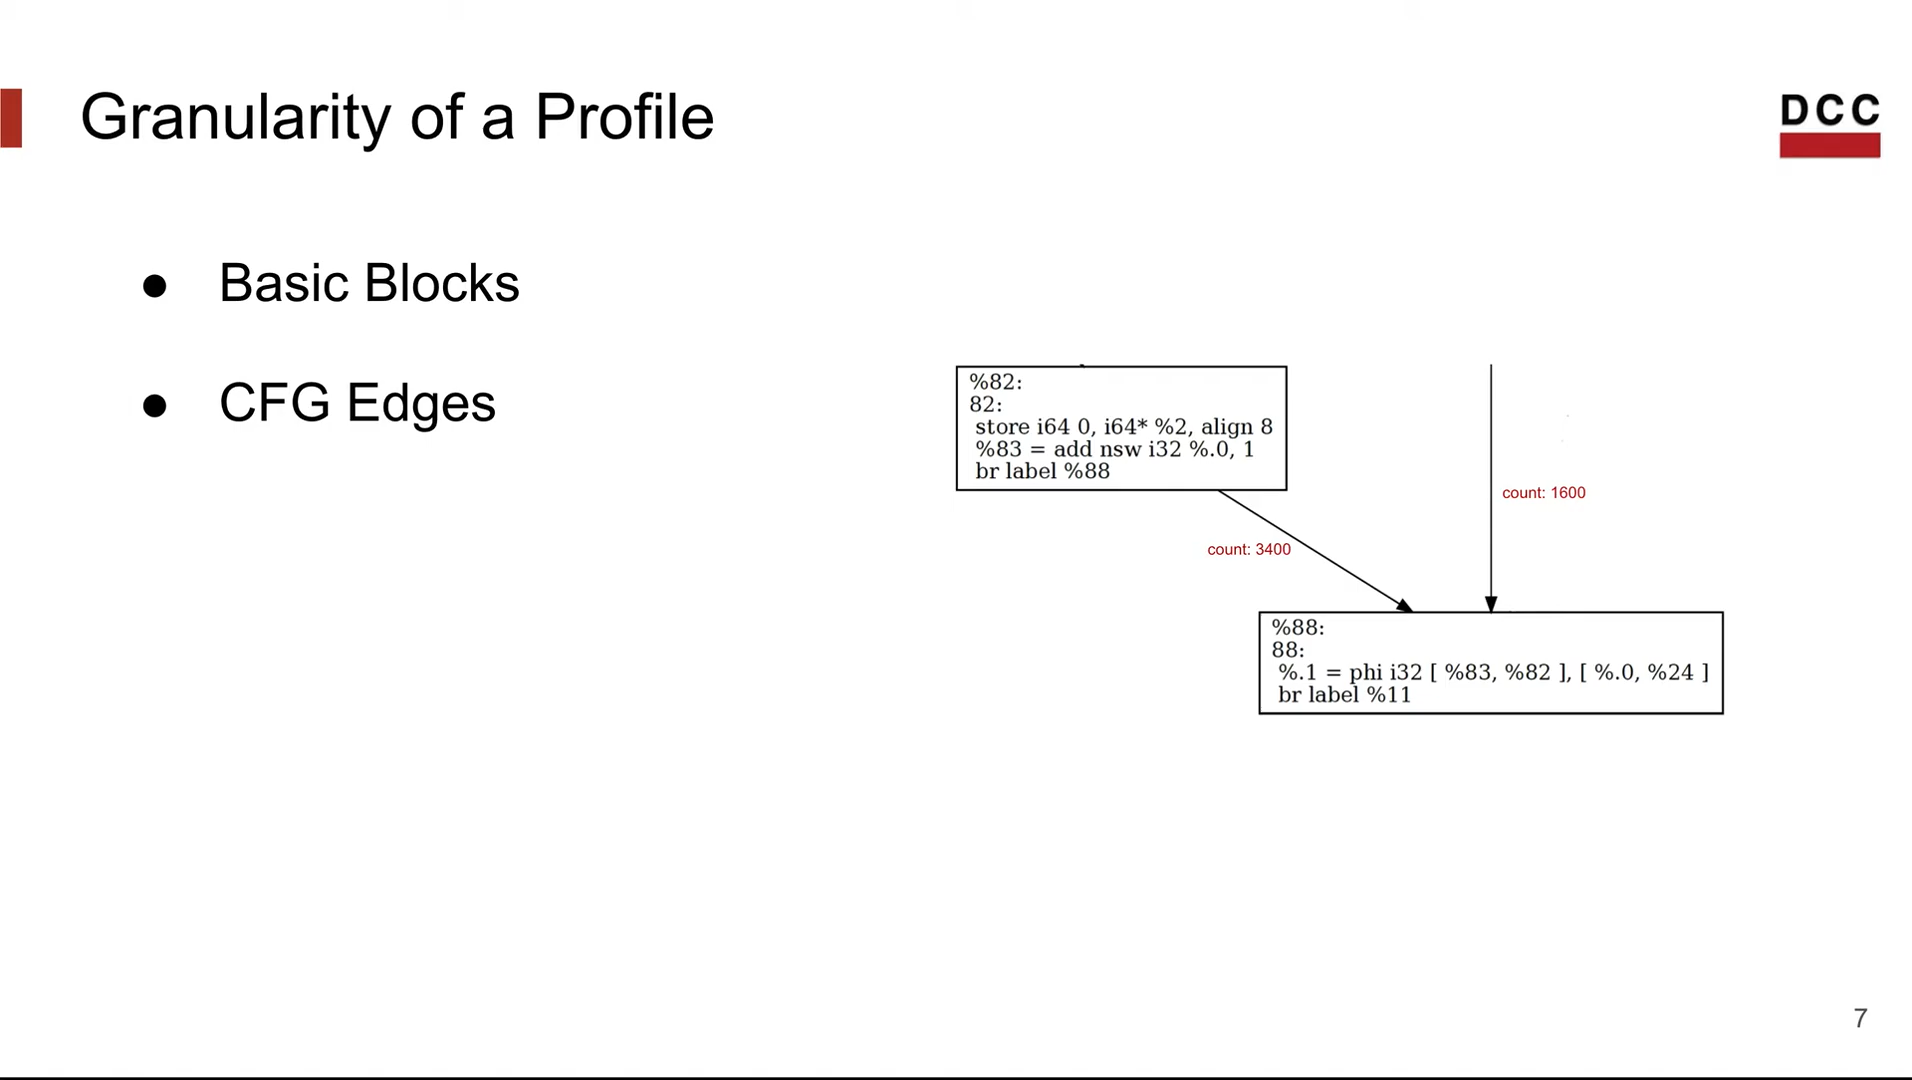 Granularity of a Profile
DCC
● Basic Blocks
● CFG Edges
%82:
82:
store i64 0, i64* %2, align 8
%83 = add nsw i32 %.0, 1
br label %88
count: 1600
count: 3400
%88:
88:
%.1 = phi i32 [ %83, %82 ], [ %.0, %24 ]
br label %11
7